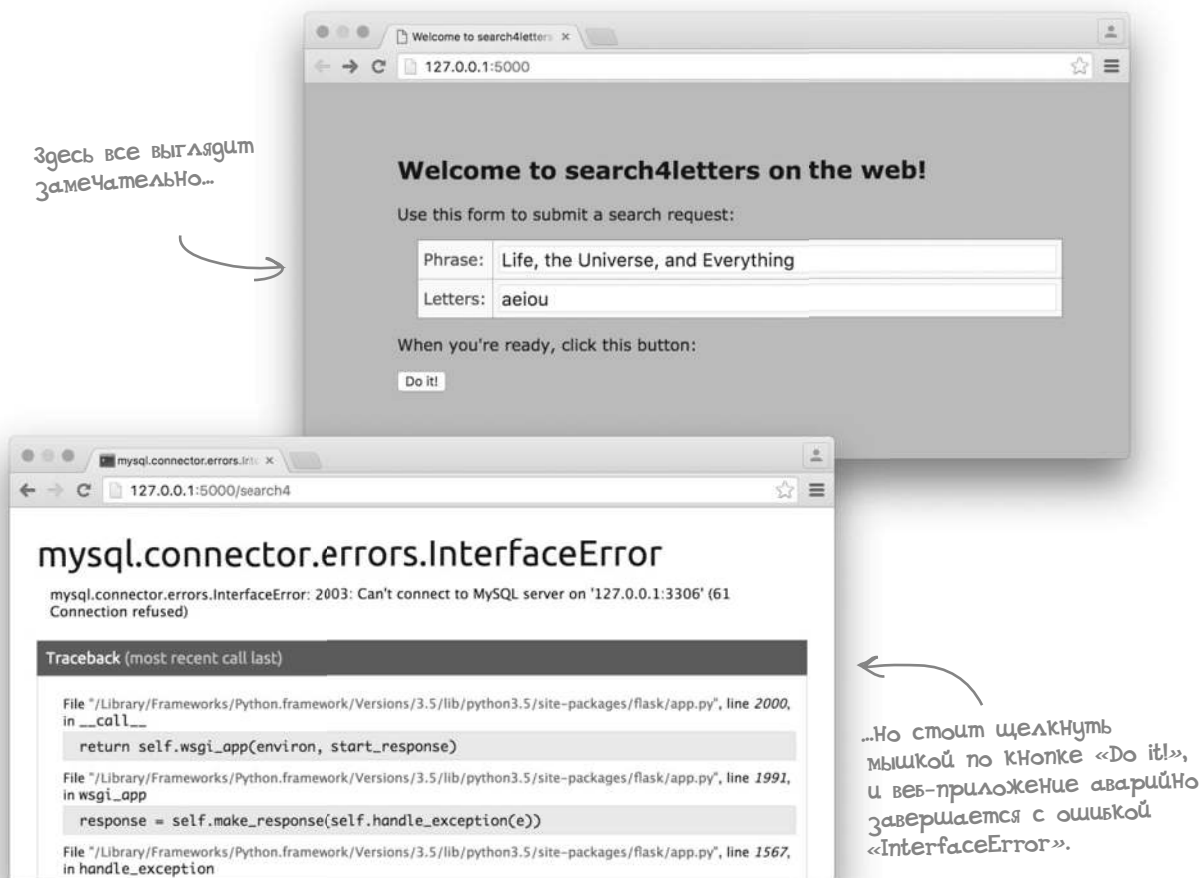 Welcome to search4letters
127.0.0.1:5000
Здесь все выглядит
замечательно...
Welcome to search4letters on the web!
Use this form to submit a search request:
Phrase: Life, the Universe, and Everything
Letters: aeiou
When you're ready, click this button:
Do it!
mysql.connector.errors.Inte
127.0.0.1:5000/search4
mysql.connector.errors.InterfaceError
mysql.connector.errors.InterfaceError: 2003: Can't connect to MySQL server on '127.0.0.1:3306' (61
Connection refused)
Traceback (most recent call last)
File "/Library/Frameworks/Python.framework/Versions/3.5/lib/python3.5/site-packages/flask/app.py", line 2000,
in __call__
return self.wsgi_app(environ, start_response)
File "/Library/Frameworks/Python.framework/Versions/3.5/lib/python3.5/site-packages/flask/app.py", line 1991,
in wsgi_app
response = self.make_response(self.handle_exception(e))
File "/Library/Frameworks/Python.framework/Versions/3.5/lib/python3.5/site-packages/flask/app.py", line 1567,
in handle_exception
...Но стоит щелкнуть
мышкой по кнопке «Do it!»,
и веб-приложение аварийно
завершается с ошибкой
«InterfaceError».